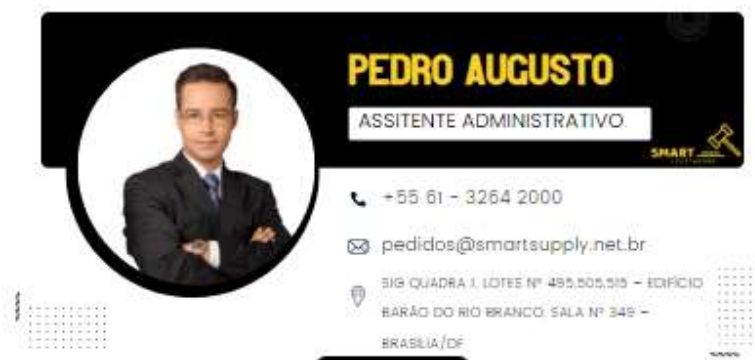 PEDRO AUGUSTO
ASSITENTE ADMINISTRATIVO
SMART
+55 61 - 3264 2000
pedidos@smartsupply.net.br
SIG QUADRA 1, LOTES Nº 495,505,515 – EDIFÍCIO
BARÃO DO RIO BRANCO, SALA Nº 349 –
BRASÍLIA/DF